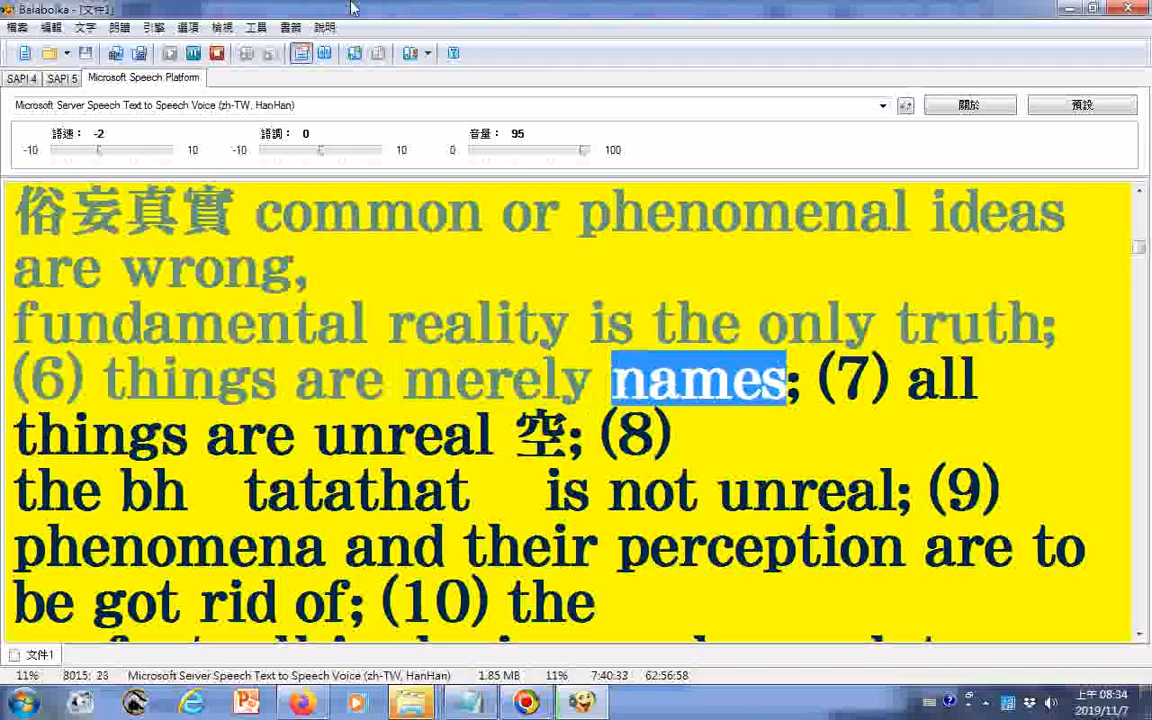 Balabolka - [文件1]
檔案 編輯 文字 朗讀 引擎 選項 檢視 工具 書籤 說明
SAPI 4 SAPI 5 Microsoft Speech Platform
Microsoft Server Speech Text to Speech Voice (zh-TW, HanHan) 關於 預設
語速: -2 語調: 0 音量: 95
-10 10 -10 10 0 100
俗妄真實 common or phenomenal ideas
are wrong,
fundamental reality is the only truth;
(6) things are merely names; (7) all
things are unreal 空; (8)
the bh tatathat is not unreal; (9)
phenomena and their perception are to
be got rid of; (10) the
文件1
11% 8015: 23 Microsoft Server Speech Text to Speech Voice (zh-TW, HanHan) 1.85 MB 11% 7:40:33 62:56:58
上午 08:34
2019/11/7